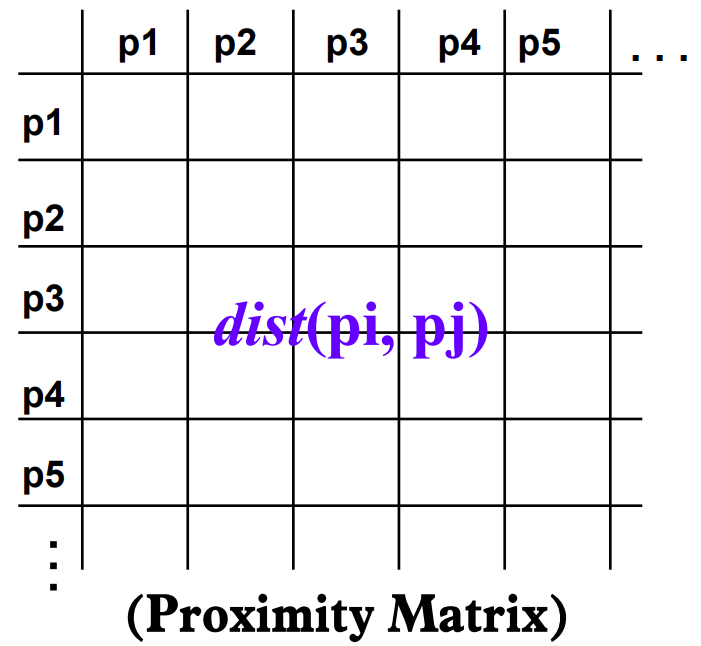 p1 p2 p3 p4 p5 . . .
p1
p2
p3
dist(pi, pj)
p4
p5
⋮
(Proximity Matrix)